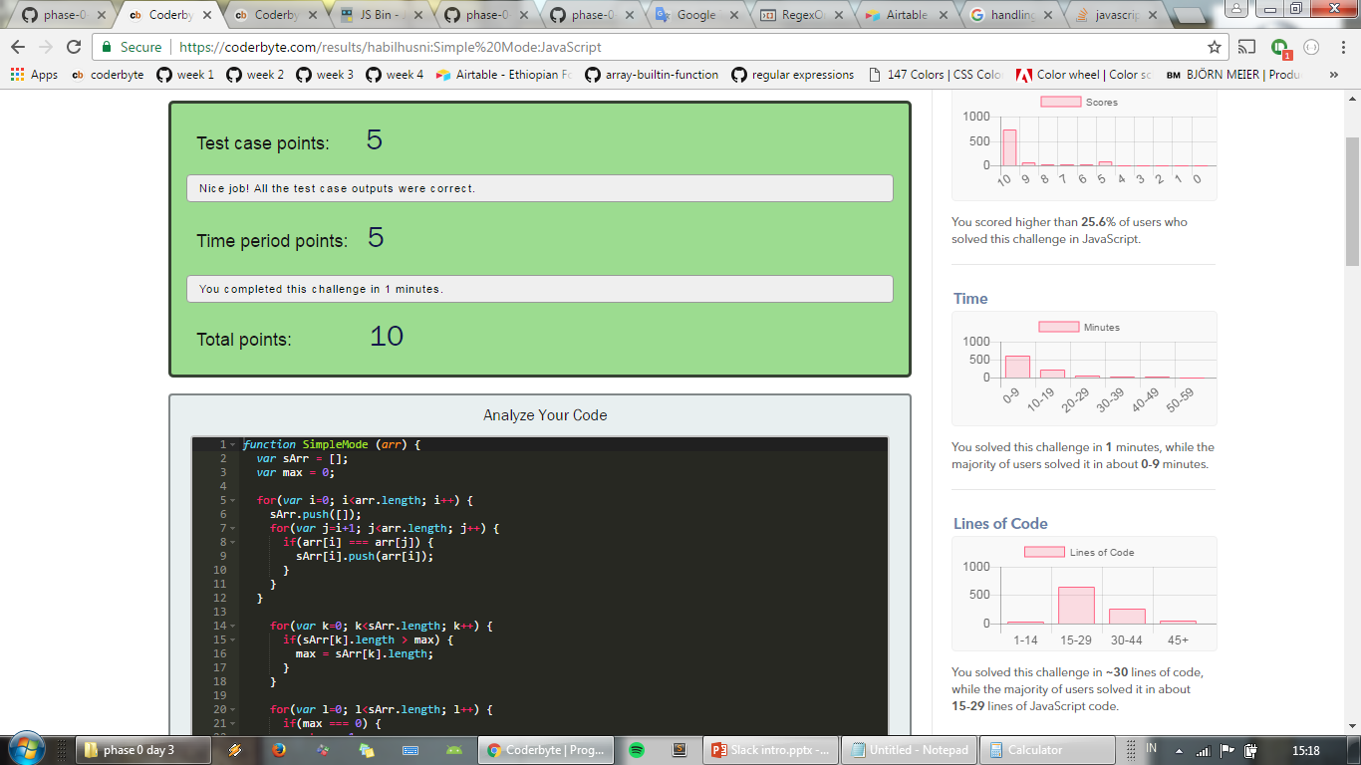 phase-0
Coderby
Coderby
JS Bin -
phase-0
phase-0
Google
RegexO
Airtable
handling
javascrip
Secure | https://coderbyte.com/results/habilhusni:Simple%20Mode:JavaScript
1
Apps
coderbyte
week 1
week 2
week 3
week 4
Airtable - Ethiopian Fo
array-builtin-function
regular expressions
147 Colors | CSS Colo
Color wheel | Color sc
BM BJÖRN MEIER | Produ
»
Test case points: 5
Nice job! All the test case outputs were correct.
Time period points: 5
You completed this challenge in 1 minutes.
Total points: 10
Analyze Your Code
1 function SimpleMode (arr) {
2 var sArr = [];
3 var max = 0;
4
5 for(var i=0; i<arr.length; i++) {
6 sArr.push([]);
7 for(var j=i+1; j<arr.length; j++) {
8 if(arr[i] === arr[j]) {
9 sArr[i].push(arr[i]);
10 }
11 }
12 }
13
14 for(var k=0; k<sArr.length; k++) {
15 if(sArr[k].length > max) {
16 max = sArr[k].length;
17 }
18 }
19
20 for(var l=0; l<sArr.length; l++) {
21 if(max === 0) {
Scores
1000
500
0
10 9 8 7 6 5 4 3 2 1 0
You scored higher than 25.6% of users who
solved this challenge in JavaScript.
Time
Minutes
1000
500
0
0-9 10-19 20-29 30-39 40-49 50-59
You solved this challenge in 1 minutes, while the
majority of users solved it in about 0-9 minutes.
Lines of Code
Lines of Code
1000
500
0
1-14 15-29 30-44 45+
You solved this challenge in ~30 lines of code,
while the majority of users solved it in about
15-29 lines of JavaScript code.
phase 0 day 3
Coderbyte | Prog...
Slack intro.pptx -...
Untitled - Notepad
Calculator
IN
15:18